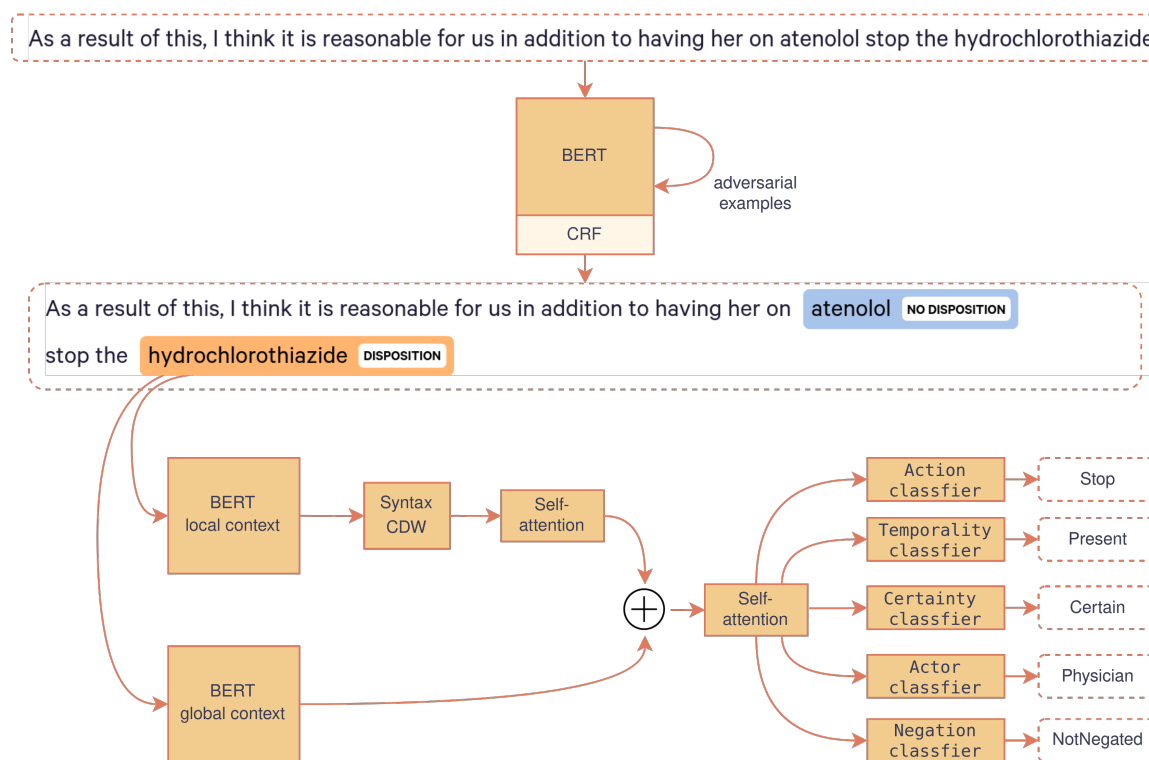 As a result of this, I think it is reasonable for us in addition to having her on atenolol stop the hydrochlorothiazide
BERT
adversarial
examples
CRF
As a result of this, I think it is reasonable for us in addition to having her on atenolol NO DISPOSITION
stop the hydrochlorothiazide DISPOSITION
BERT
local context
Syntax
CDW
Self-
attention
BERT
global context
Self-
attention
Action
classfier
Stop
Temporality
classfier
Present
Certainty
classfier
Certain
Actor
classfier
Physician
Negation
classfier
NotNegated